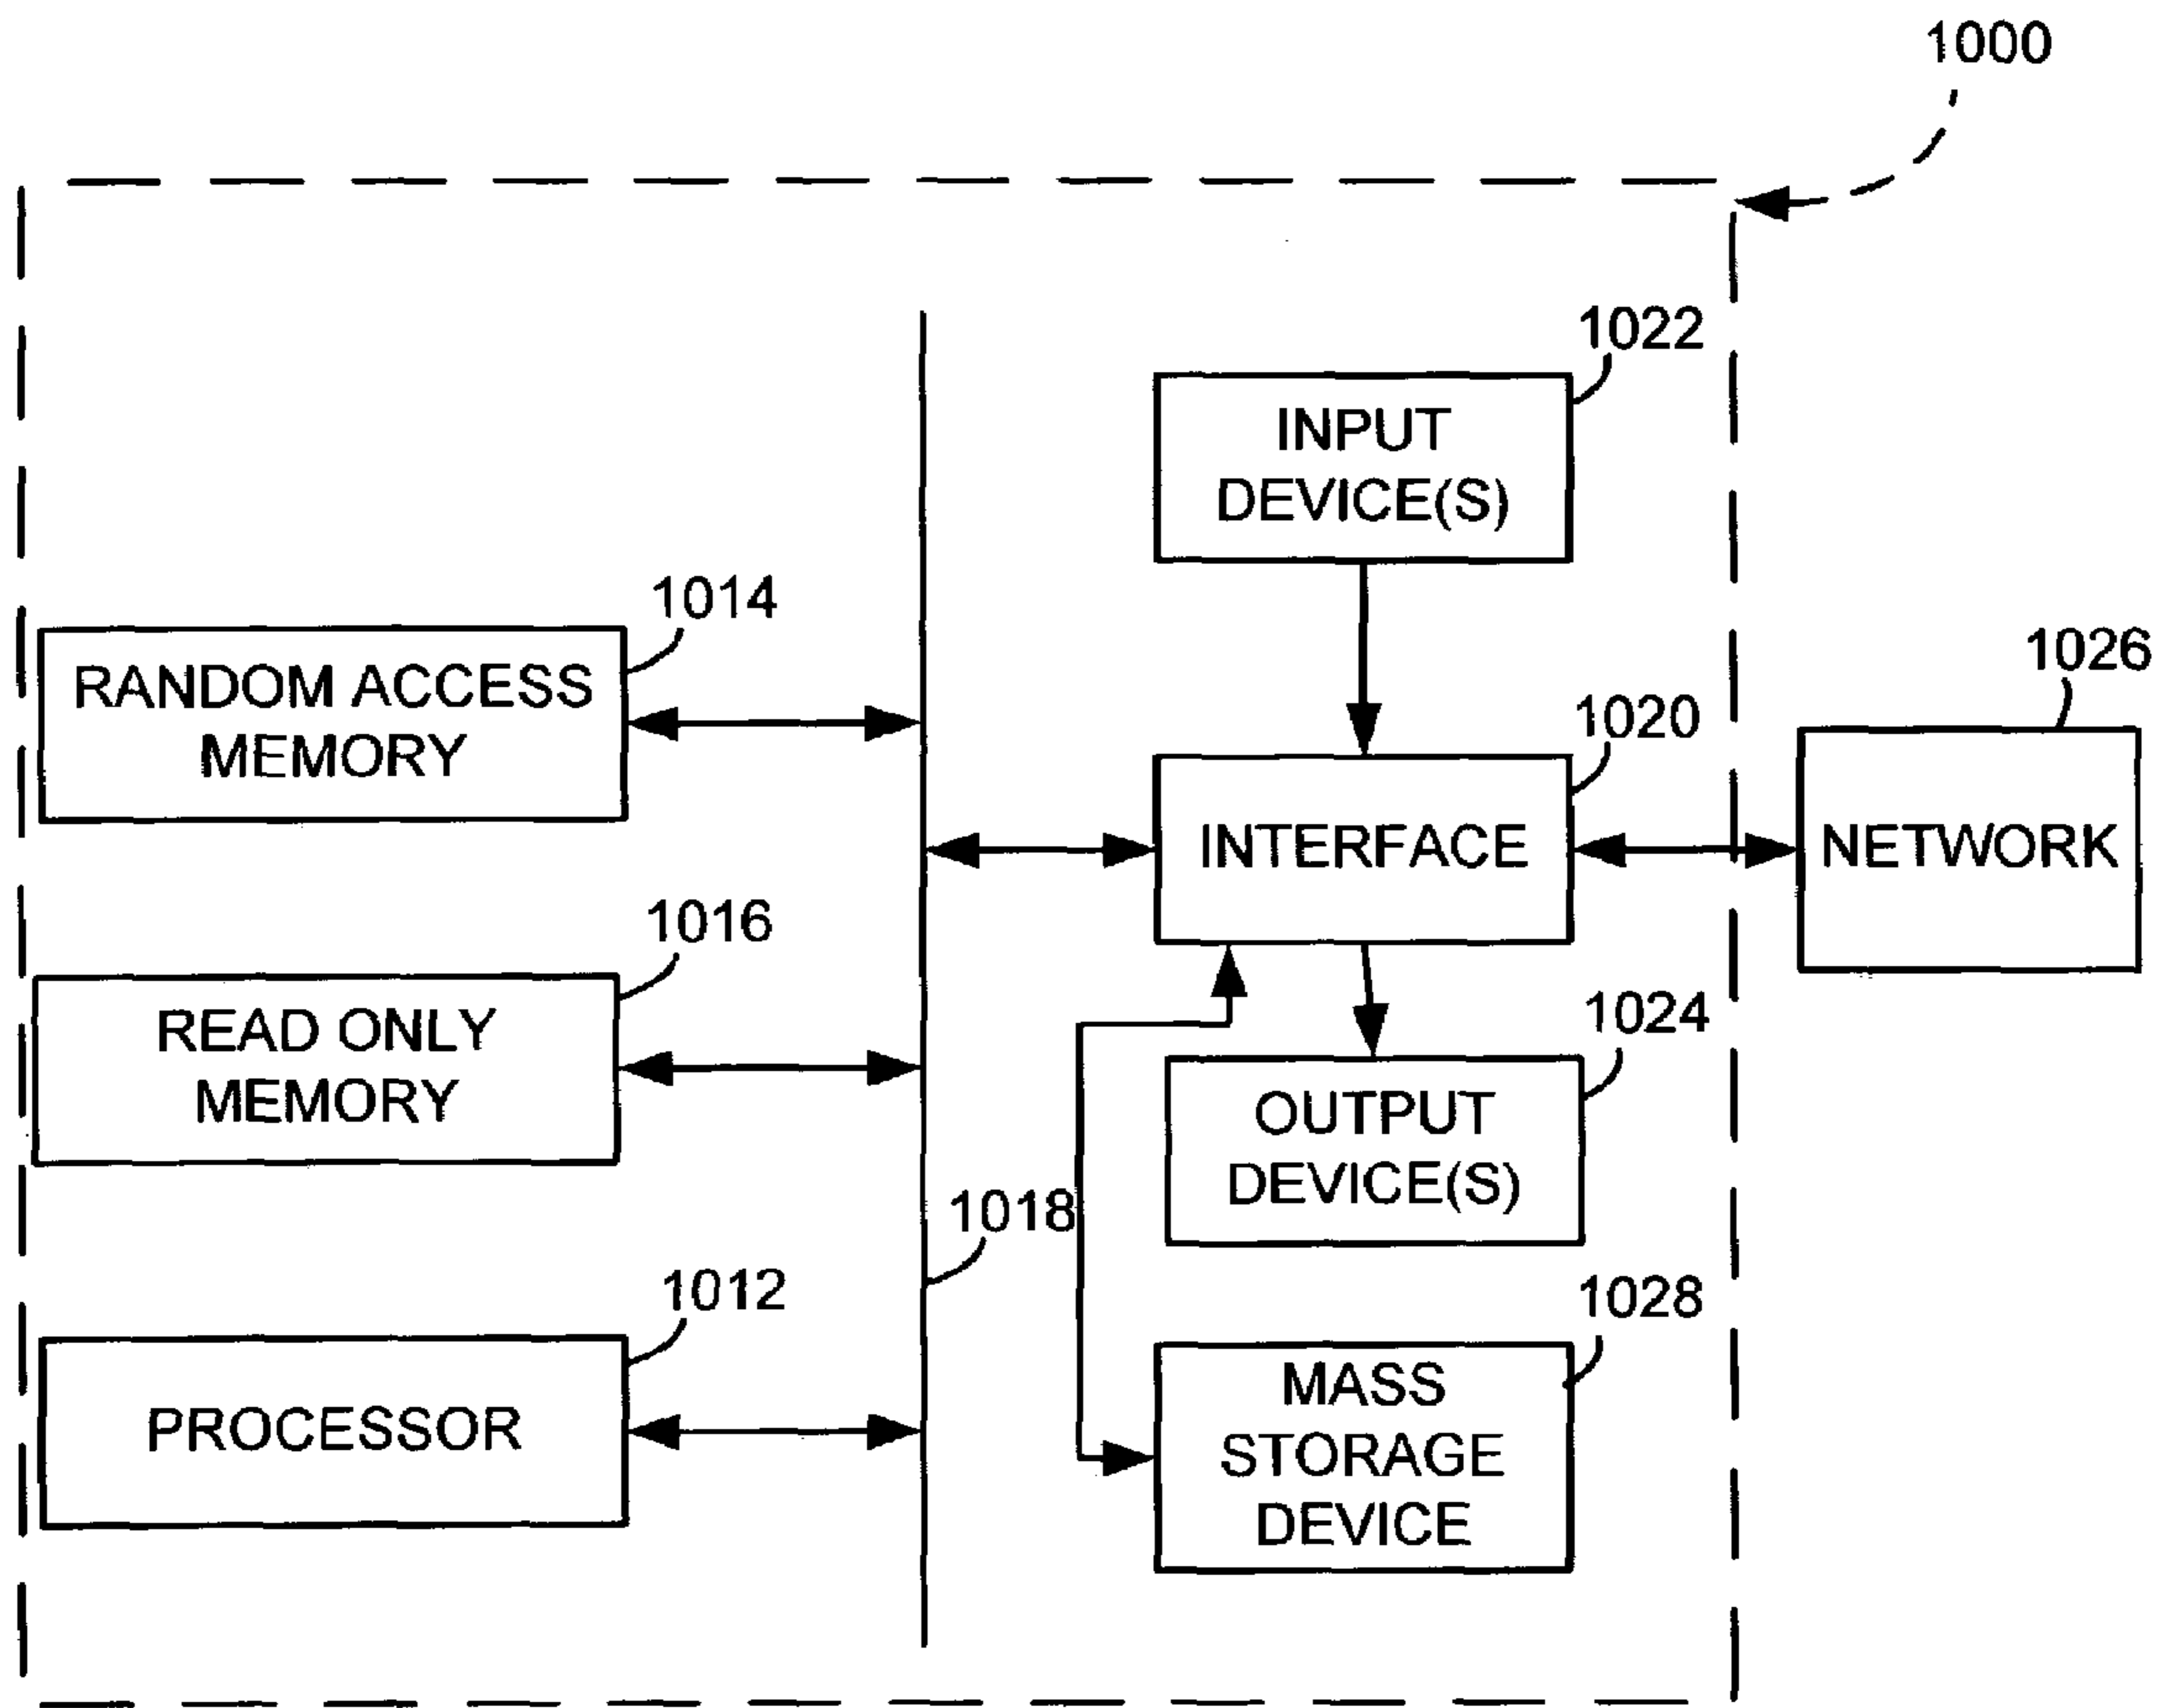 1000
1022
INPUT
DEVICE(S)
1014
RANDOM ACCESS
MEMORY
1026
1020
INTERFACE
NETWORK
1016
READ ONLY
MEMORY
1024
OUTPUT
DEVICE(S)
1018
1012
PROCESSOR
1028
MASS
STORAGE
DEVICE